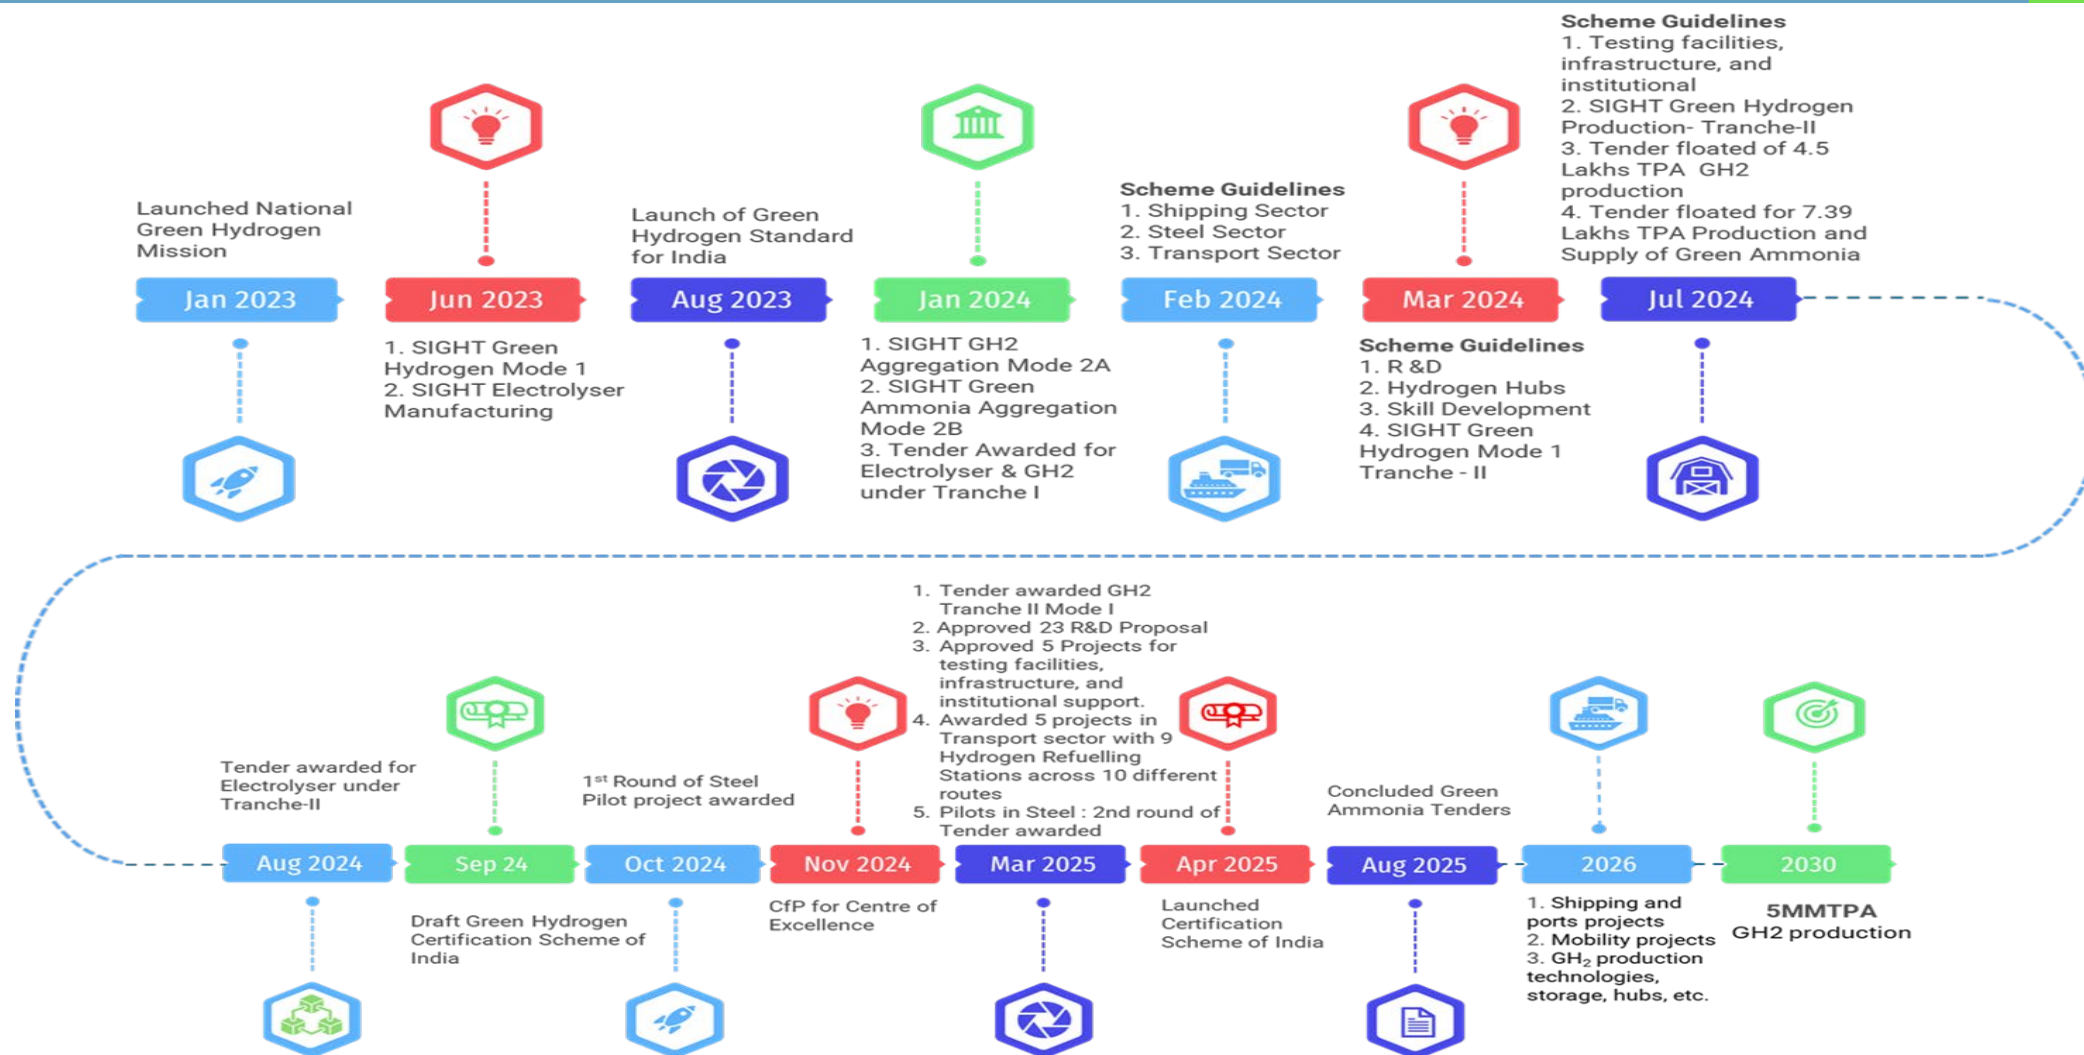 Launched National
Green Hydrogen
Mission
Jan 2023
Jun 2023
1. SIGHT Green
Hydrogen Mode 1
2. SIGHT Electrolyser
Manufacturing
Launch of Green
Hydrogen Standard
for India
Aug 2023
Jan 2024
1. SIGHT GH2
Aggregation Mode 2A
2. SIGHT Green
Ammonia Aggregation
Mode 2B
3. Tender Awarded for
Electrolyser & GH2
under Tranche I
Scheme Guidelines
1. Shipping Sector
2. Steel Sector
3. Transport Sector
Feb 2024
Mar 2024
Scheme Guidelines
1. R &D
2. Hydrogen Hubs
3. Skill Development
4. SIGHT Green
Hydrogen Mode 1
Tranche - II
Scheme Guidelines
1. Testing facilities,
infrastructure, and
institutional
2. SIGHT Green Hydrogen
Production- Tranche-II
3. Tender floated of 4.5
Lakhs TPA GH2
production
4. Tender floated for 7.39
Lakhs TPA Production and
Supply of Green Ammonia
Jul 2024
Tender awarded for
Electrolyser under
Tranche-II
Aug 2024
Sep 24
Draft Green Hydrogen
Certification Scheme of
India
1st Round of Steel
Pilot project awarded
Oct 2024
Nov 2024
CfP for Centre of
Excellence
1. Tender awarded GH2
Tranche II Mode I
2. Approved 23 R&D Proposal
3. Approved 5 Projects for
testing facilities,
infrastructure, and
institutional support.
4. Awarded 5 projects in
Transport sector with 9
Hydrogen Refuelling
Stations across 10 different
routes
5. Pilots in Steel : 2nd round of
Tender awarded
Mar 2025
Apr 2025
Launched
Certification
Scheme of India
Concluded Green
Ammonia Tenders
Aug 2025
2026
1. Shipping and
ports projects
2. Mobility projects
3. GH₂ production
technologies,
storage, hubs, etc.
2030
5MMTPA
GH2 production